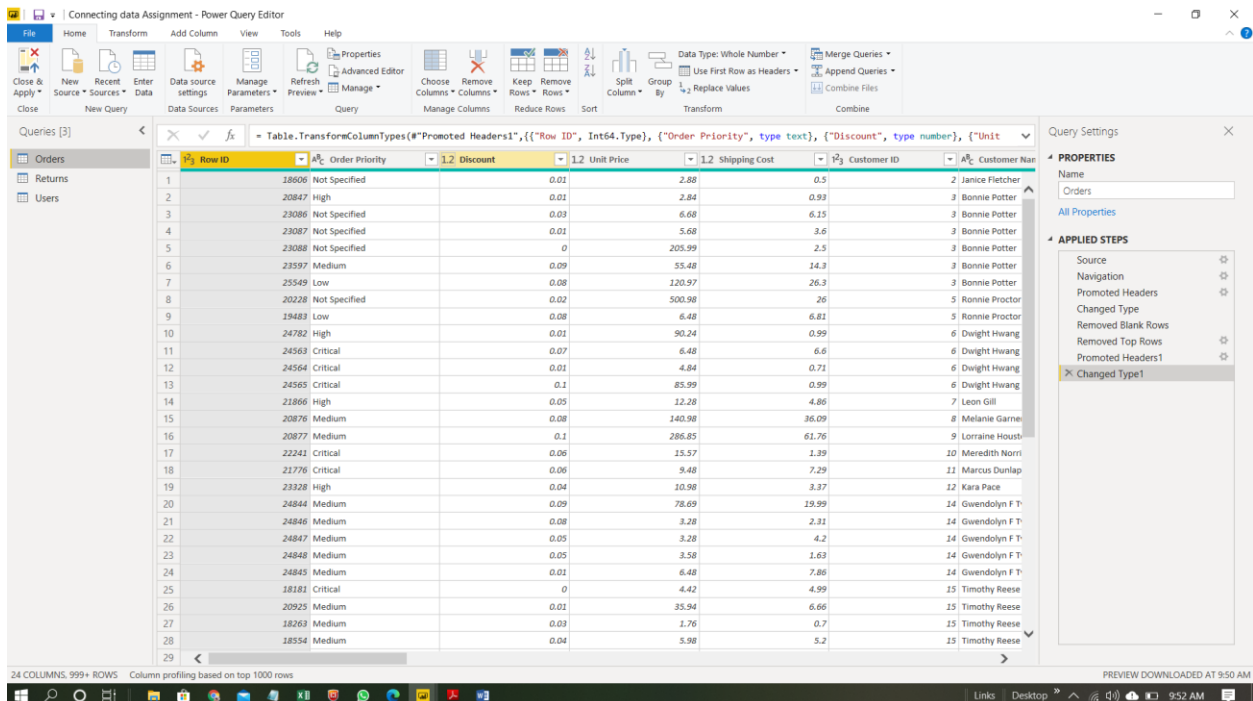 Connecting data Assignment - Power Query Editor
File Home Transform Add Column View Tools Help
Close & Apply New Source Recent Sources Enter Data Data source settings Manage Parameters Refresh Preview Properties Advanced Editor Manage Choose Columns Remove Columns Keep Rows Remove Rows Split Column Group By Data Type: Whole Number Use First Row as Headers Replace Values Merge Queries Append Queries Combine Files
Close New Query Data Sources Parameters Query Manage Columns Reduce Rows Sort Transform Combine
Queries [3]
Orders
Returns
Users
fx = Table.TransformColumnTypes(#"Promoted Headers1",{{"Row ID", Int64.Type}, {"Order Priority", type text}, {"Discount", type number}, {"Unit
1²3 Row ID ABC Order Priority 1.2 Discount 1.2 Unit Price 1.2 Shipping Cost 1²3 Customer ID ABC Customer Nan
1 18606 Not Specified 0.01 2.88 0.5 2 Janice Fletcher
2 20847 High 0.01 2.84 0.93 3 Bonnie Potter
3 23086 Not Specified 0.03 6.68 6.15 3 Bonnie Potter
4 23087 Not Specified 0.01 5.68 3.6 3 Bonnie Potter
5 23088 Not Specified 0 205.99 2.5 3 Bonnie Potter
6 23597 Medium 0.09 55.48 14.3 3 Bonnie Potter
7 25549 Low 0.08 120.97 26.3 3 Bonnie Potter
8 20228 Not Specified 0.02 500.98 26 5 Ronnie Proctor
9 19483 Low 0.08 6.48 6.81 5 Ronnie Proctor
10 24782 High 0.01 90.24 0.99 6 Dwight Hwang
11 24563 Critical 0.07 6.48 6.6 6 Dwight Hwang
12 24564 Critical 0.01 4.84 0.71 6 Dwight Hwang
13 24565 Critical 0.1 85.99 0.99 6 Dwight Hwang
14 21866 High 0.05 12.28 4.86 7 Leon Gill
15 20876 Medium 0.08 140.98 36.09 8 Melanie Garne
16 20877 Medium 0.1 286.85 61.76 9 Lorraine Houst
17 22241 Critical 0.06 15.57 1.39 10 Meredith Norri
18 21776 Critical 0.06 9.48 7.29 11 Marcus Dunlap
19 23328 High 0.04 10.98 3.37 12 Kara Pace
20 24844 Medium 0.09 78.69 19.99 14 Gwendolyn F T
21 24846 Medium 0.08 3.28 2.31 14 Gwendolyn F T
22 24847 Medium 0.05 3.28 4.2 14 Gwendolyn F T
23 24848 Medium 0.05 3.58 1.63 14 Gwendolyn F T
24 24845 Medium 0.01 6.48 7.86 14 Gwendolyn F T
25 18181 Critical 0 4.42 4.99 15 Timothy Reese
26 20925 Medium 0.01 35.94 6.66 15 Timothy Reese
27 18263 Medium 0.03 1.76 0.7 15 Timothy Reese
28 18554 Medium 0.04 5.98 5.2 15 Timothy Reese
29
Query Settings
PROPERTIES
Name
Orders
All Properties
APPLIED STEPS
Source
Navigation
Promoted Headers
Changed Type
Removed Blank Rows
Removed Top Rows
Promoted Headers1
Changed Type1
24 COLUMNS, 999+ ROWS Column profiling based on top 1000 rows PREVIEW DOWNLOADED AT 9:50 AM
Links Desktop 9:52 AM